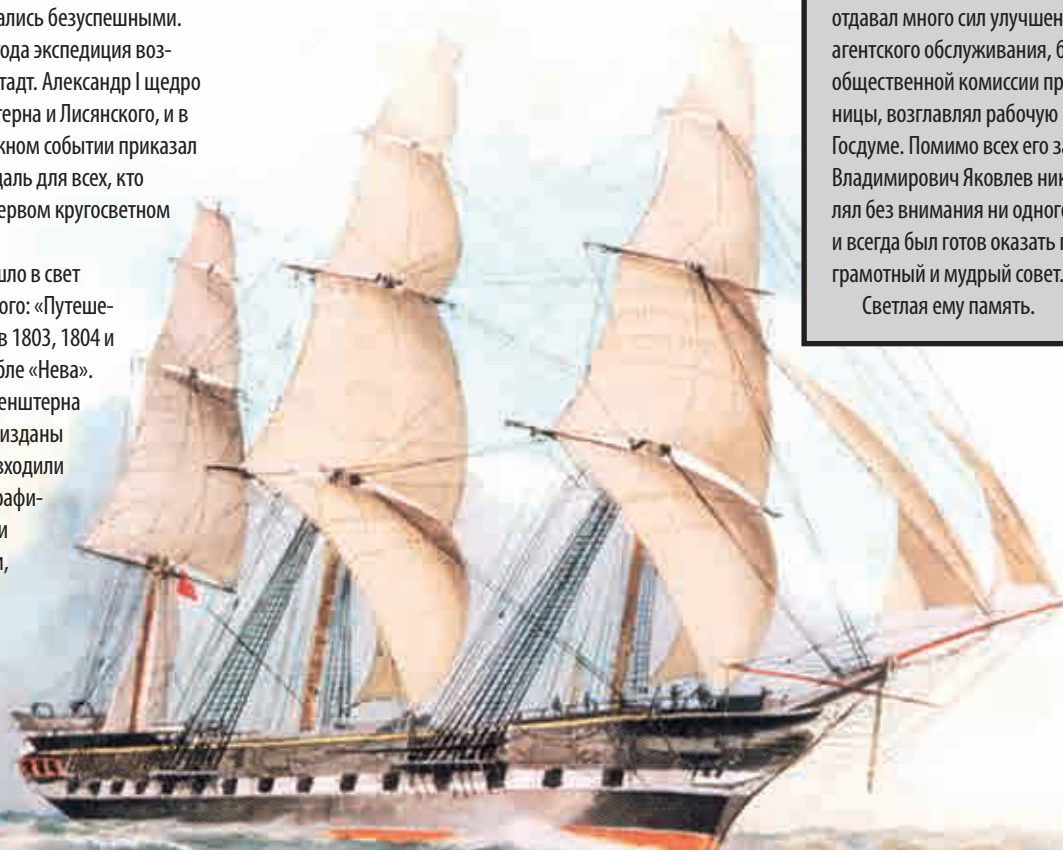 ались безуспешными.
ода экспедиция воз-
тадт. Александр I щедро
терна и Лисянского, и в
жном событии приказал
даль для всех, кто
ервом кругосветном
шло в свет
ого: «Путеше-
в 1803, 1804 и
бле «Нева».
енштерна
изданы
входили
рафи-
и
и,
отдавал много сил улучшен
агентского обслуживания, б
общественной комиссии пр
ницы, возглавлял рабочую
Госдуме. Помимо всех его за
Владимирович Яковлев ник
лял без внимания ни одного
и всегда был готов оказать
грамотный и мудрый совет.
Светлая ему память.